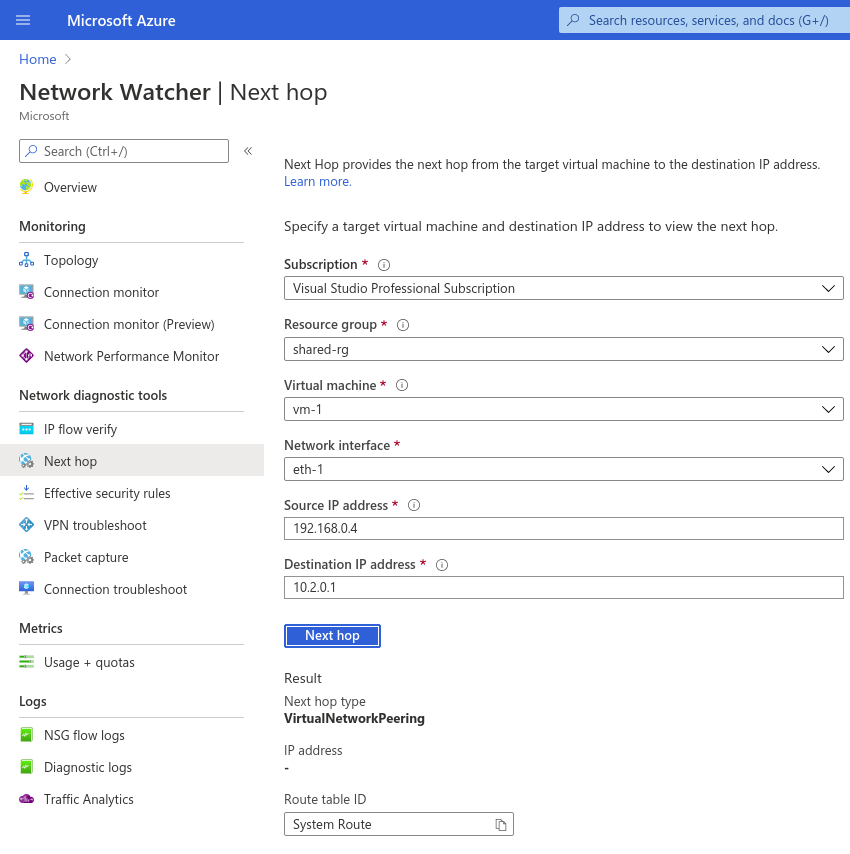 Microsoft Azure
Search resources, services, and docs (G+/)
Home
Network Watcher | Next hop
Microsoft
Search (Ctrl+/)
Overview
Monitoring
Topology
Connection monitor
Connection monitor (Preview)
Network Performance Monitor
Network diagnostic tools
IP flow verify
Next hop
Effective security rules
VPN troubleshoot
Packet capture
Connection troubleshoot
Metrics
Usage + quotas
Logs
NSG flow logs
Diagnostic logs
Traffic Analytics
Next Hop provides the next hop from the target virtual machine to the destination IP address.
Learn more.
Specify a target virtual machine and destination IP address to view the next hop.
Subscription *
Visual Studio Professional Subscription
Resource group *
shared-rg
Virtual machine *
vm-1
Network interface *
eth-1
Source IP address *
192.168.0.4
Destination IP address *
10.2.0.1
Next hop
Result
Next hop type
VirtualNetworkPeering
IP address
-
Route table ID
System Route